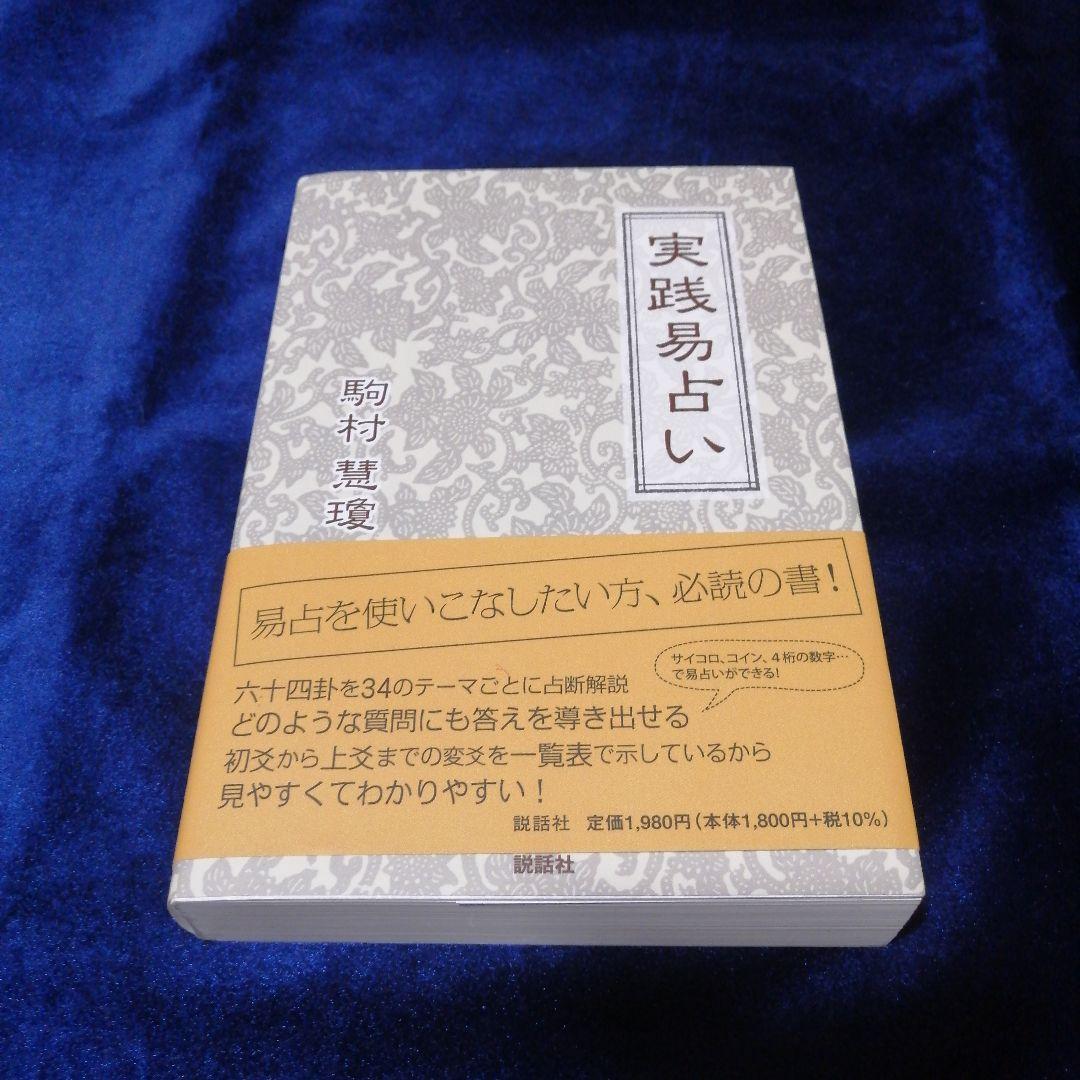 実践易占い
駒村 慧瓊
易占を使いこなしたい方、必読の書!
サイコロ、コイン、4桁の数字…
で易占いができる!
六十四卦を34のテーマごとに占断解説
どのような質問にも答えを導き出せる
初爻から上爻までの変爻を一覧表で示しているから
見やすくてわかりやすい!
説話社 定価1,980円(本体1,800円+税10%)
説話社